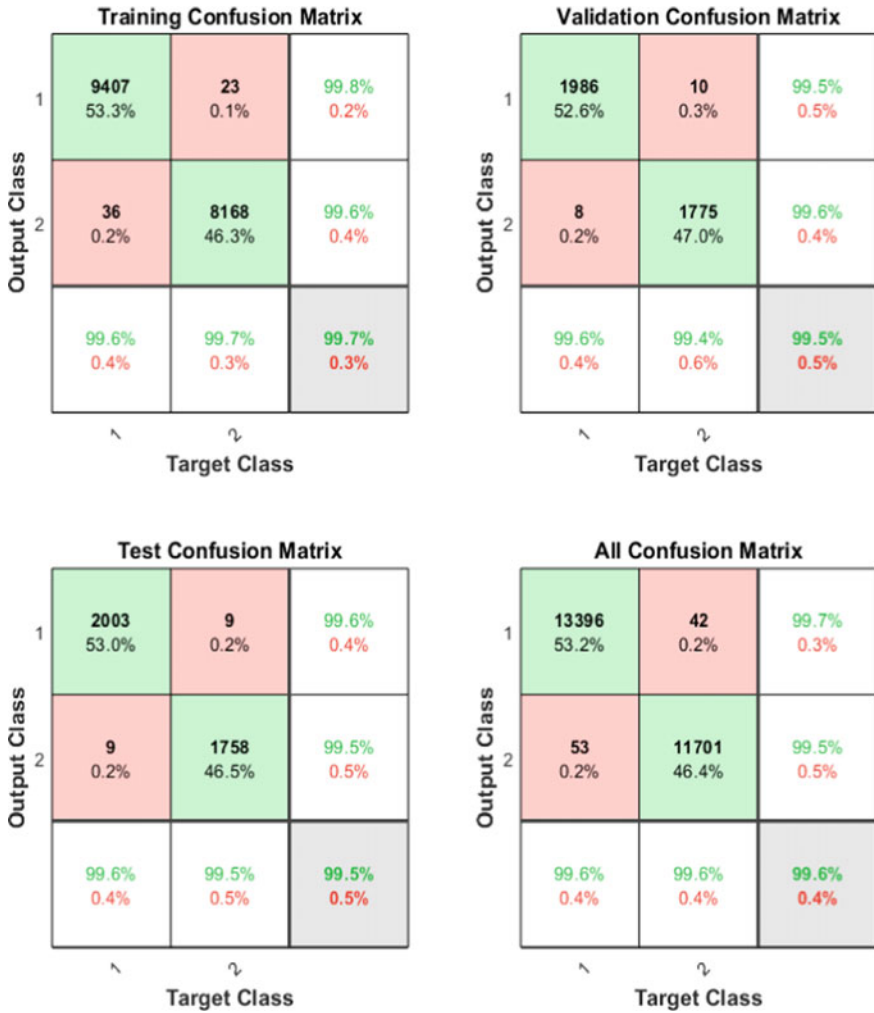 Training Confusion Matrix
1
9407 23 99.8%
53.3% 0.1% 0.2%
2
36 8168 99.6%
0.2% 46.3% 0.4%
99.6% 99.7% 99.7%
0.4% 0.3% 0.3%
1 2
Target Class
Output Class
Validation Confusion Matrix
1
1986 10 99.5%
52.6% 0.3% 0.5%
2
8 1775 99.6%
0.2% 47.0% 0.4%
99.6% 99.4% 99.5%
0.4% 0.6% 0.5%
1 2
Target Class
Output Class
Test Confusion Matrix
1
2003 9 99.6%
53.0% 0.2% 0.4%
2
9 1758 99.5%
0.2% 46.5% 0.5%
99.6% 99.5% 99.5%
0.4% 0.5% 0.5%
1 2
Target Class
Output Class
All Confusion Matrix
1
13396 42 99.7%
53.2% 0.2% 0.3%
2
53 11701 99.5%
0.2% 46.4% 0.5%
99.6% 99.6% 99.6%
0.4% 0.4% 0.4%
1 2
Target Class
Output Class